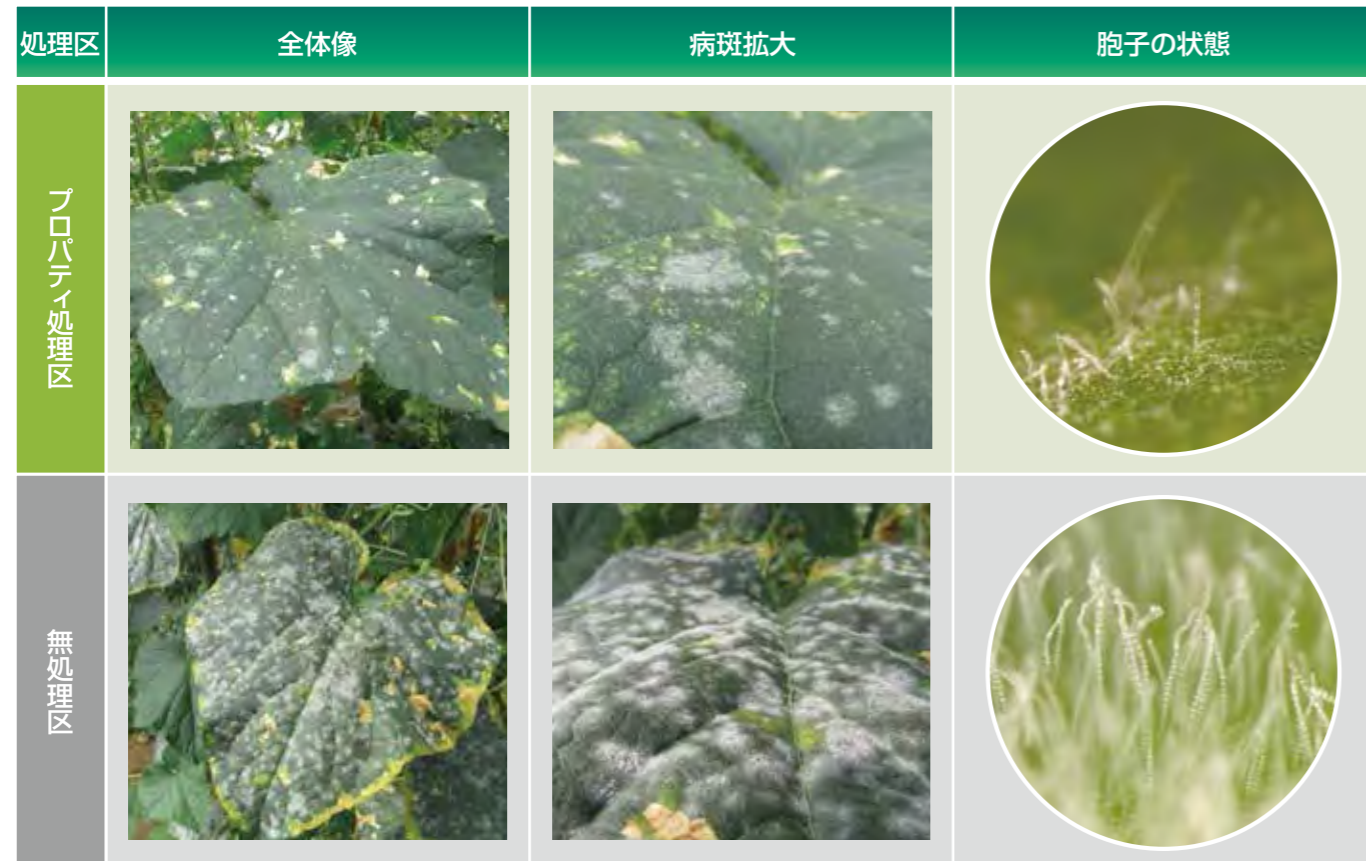 処理区
全体像
病斑拡大
胞子の状態
プロパティ処理区
無処理区